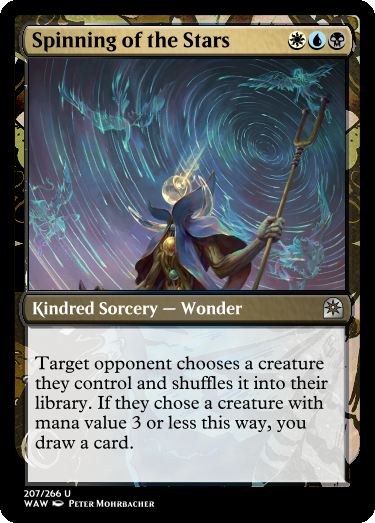 Spinning of the Stars
Kindred Sorcery — Wonder
Target opponent chooses a creature
they control and shuffles it into their
library. If they chose a creature with
mana value 3 or less this way, you
draw a card.
207/266 U
WAW Peter Mohrbacher